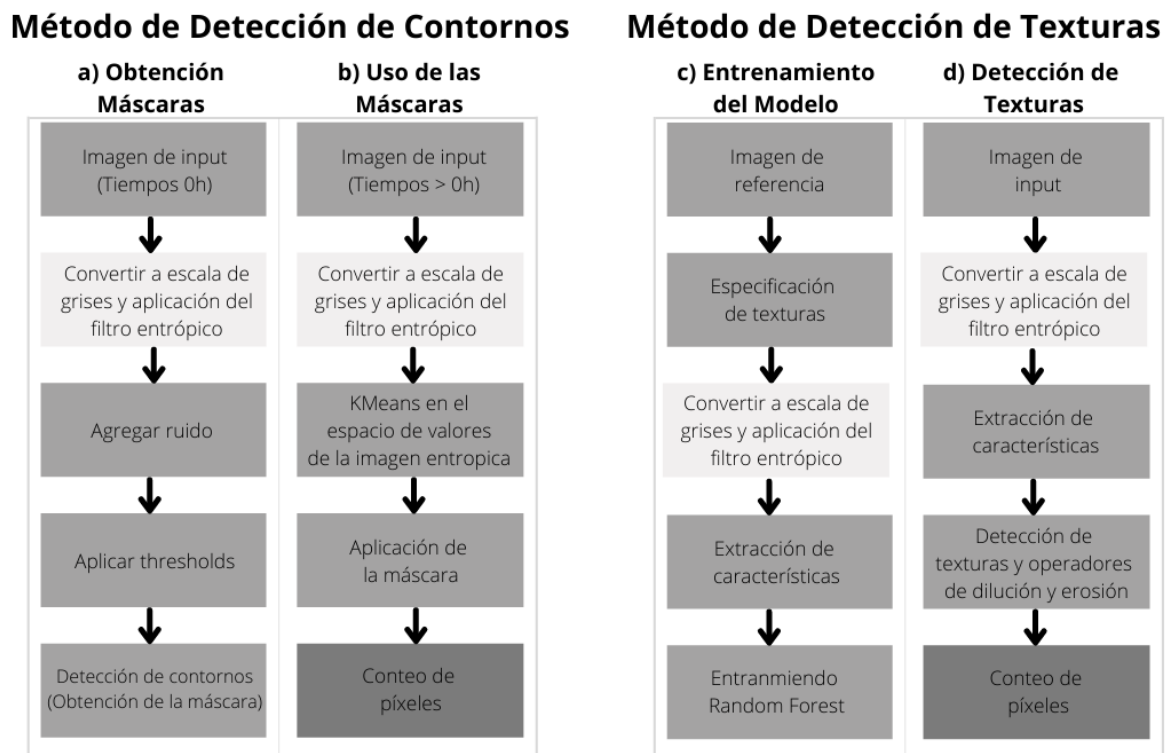 Método de Detección de Contornos
a) Obtención
Máscaras
Imagen de input
(Tiempos 0h)
Convertir a escala de
grises y aplicación del
filtro entrópico
Agregar ruido
Aplicar thresholds
Detección de contornos
(Obtención de la máscara)
b) Uso de las
Máscaras
Imagen de input
(Tiempos > 0h)
Convertir a escala de
grises y aplicación del
filtro entrópico
KMeans en el
espacio de valores
de la imagen entropica
Aplicación de
la máscara
Conteo de
píxeles
Método de Detección de Texturas
c) Entrenamiento
del Modelo
Imagen de
referencia
Especificación
de texturas
Convertir a escala de
grises y aplicación del
filtro entrópico
Extracción de
características
Entranmiendo
Random Forest
d) Detección de
Texturas
Imagen de
input
Convertir a escala de
grises y aplicación del
filtro entrópico
Extracción de
características
Detección de
texturas y operadores
de dilución y erosión
Conteo de
píxeles